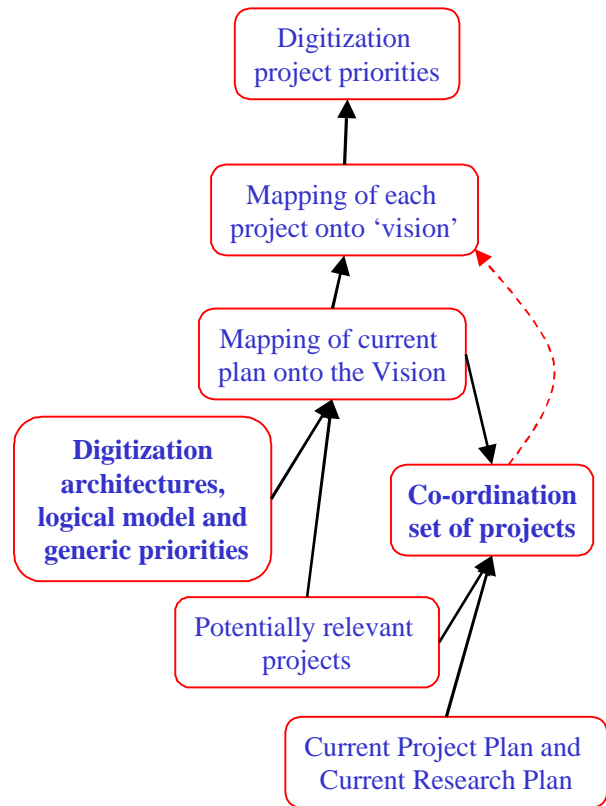 Digitization
project priorities
Mapping of each
project onto ‘vision’
Mapping of current
plan onto the Vision
Digitization
architectures,
logical model and
generic priorities
Co-ordination
set of projects
Potentially relevant
projects
Current Project Plan and
Current Research Plan